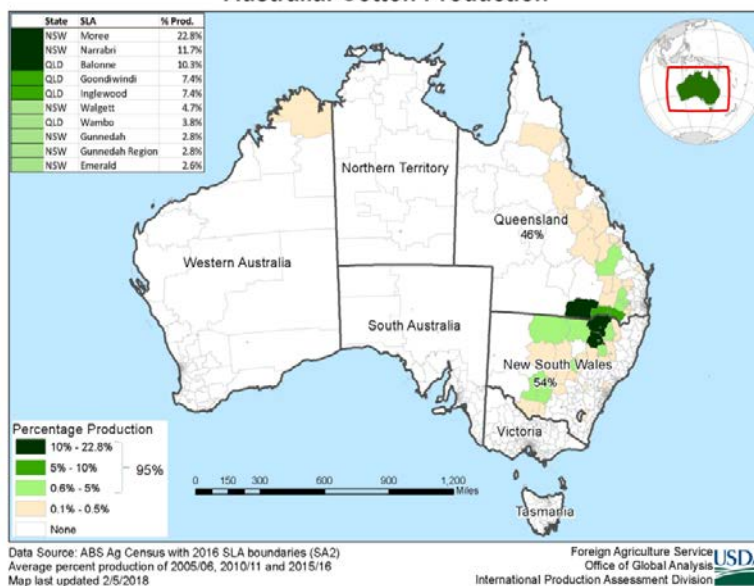 Australia Cotton Production
State SLA % Prod.
NSW Moree 22.8%
NSW Narrabri 11.7%
QLD Balonne 10.3%
QLD Goondiwindi 7.4%
QLD Inglewood 7.4%
NSW Walgett 4.7%
QLD Wambo 3.8%
NSW Gunnedah 2.8%
NSW Gunnedah Region 2.8%
NSW Emerald 2.6%
Northern Territory
Queensland
46%
Western Australia
South Australia
New South Wales
54%
Victoria
Tasmania
Percentage Production
10% - 22.8%
5% - 10%
95%
0.6% - 5%
0.1% - 0.5%
None
0 150 300 600 900 1,200
Miles
Data Source: ABS Ag Census with 2016 SLA boundaries (SA2)
Average percent production of 2005/06, 2010/11 and 2015/16
Map last updated 2/5/2018
Foreign Agriculture Service
Office of Global Analysis
International Production Assessment Division
USDA